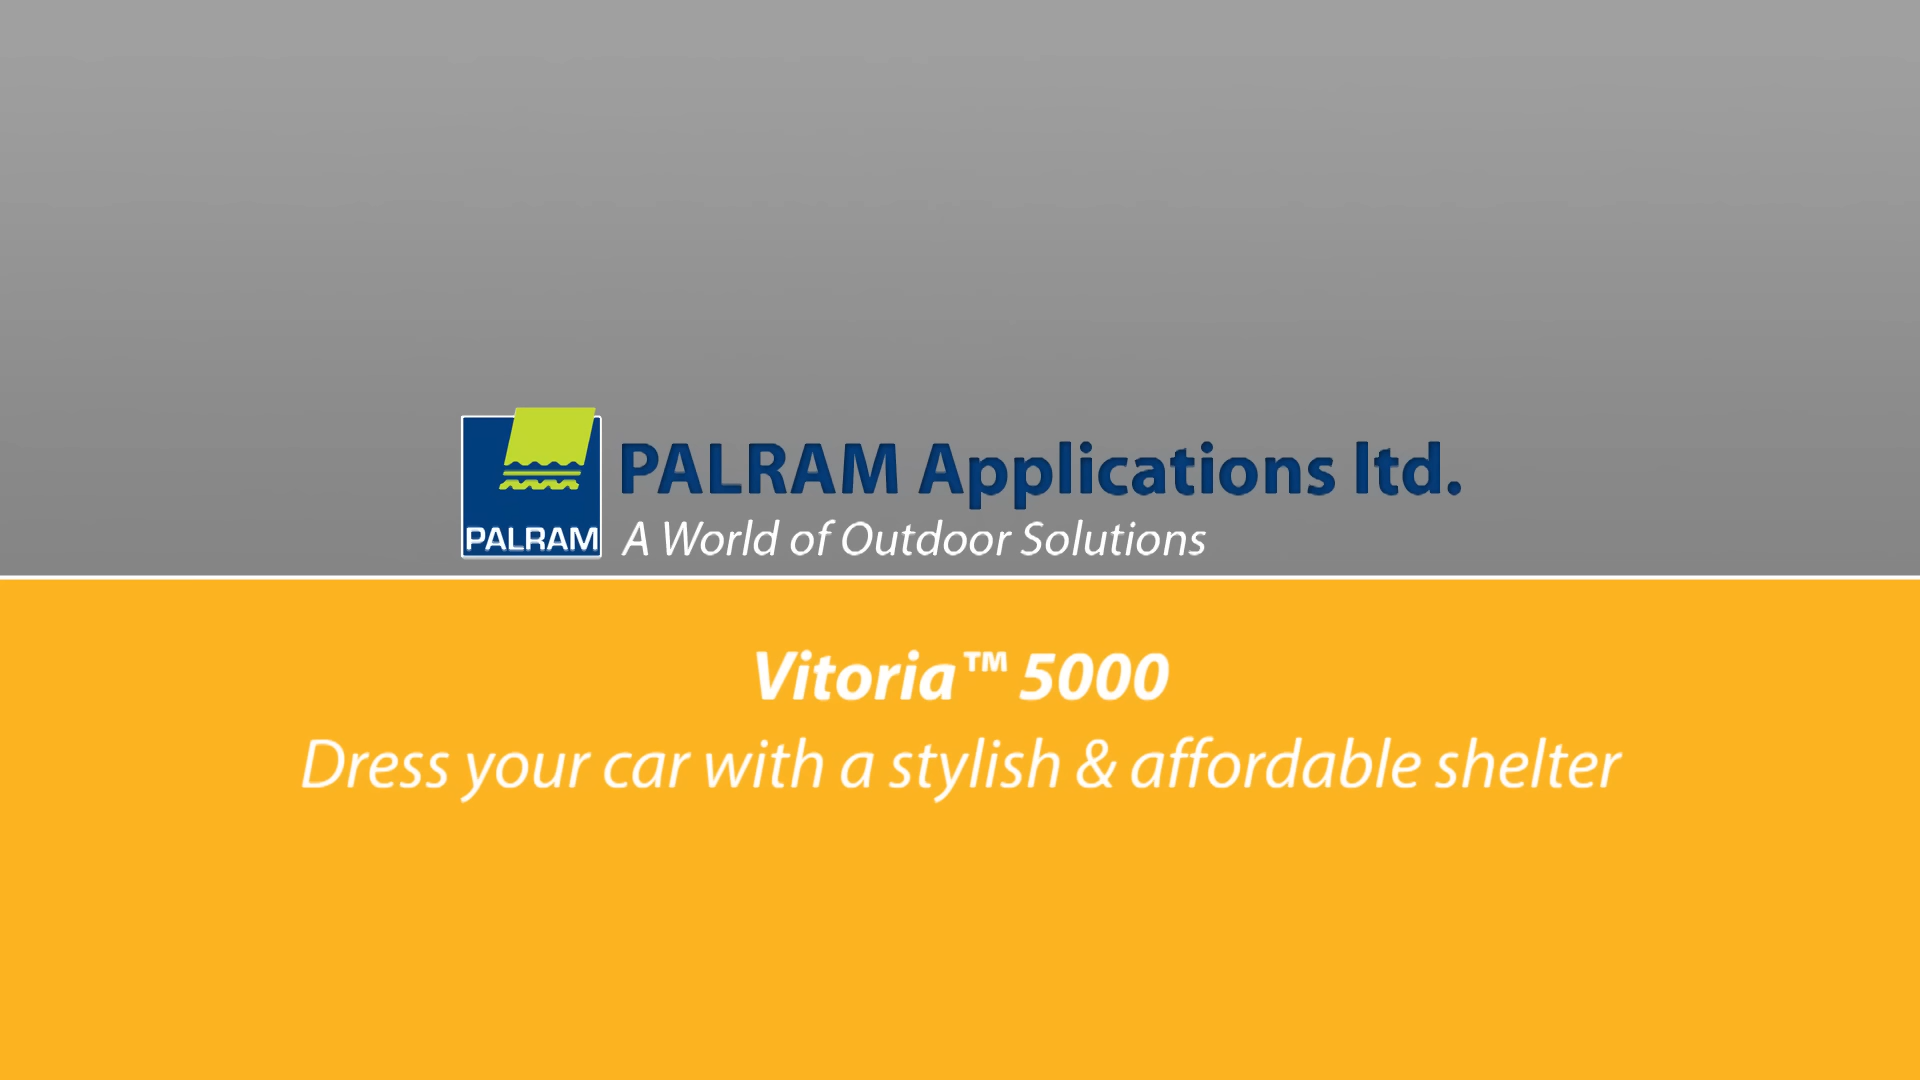 PALRAM
PALRAM Applications ltd.
A World of Outdoor Solutions
Vitoria™ 5000
Dress your car with a stylish & affordable shelter